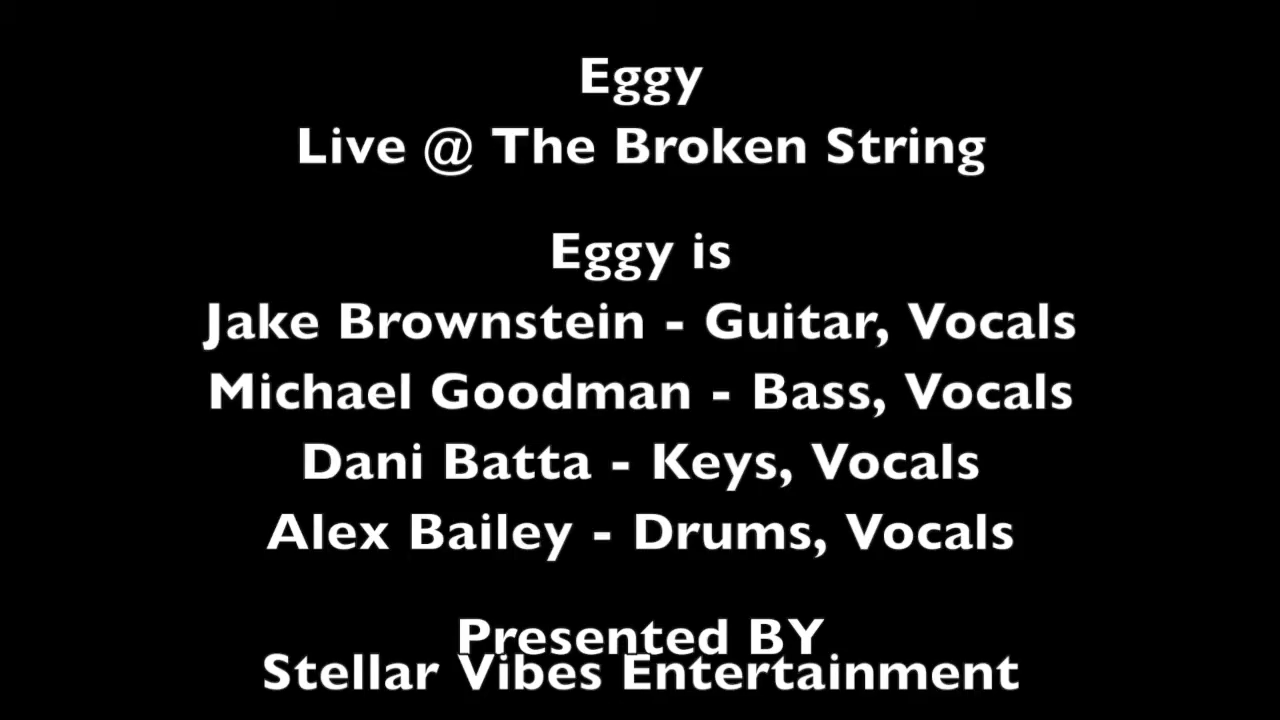 Eggy
Live @ The Broken String
Eggy is
Jake Brownstein - Guitar, Vocals
Michael Goodman - Bass, Vocals
Dani Batta - Keys, Vocals
Alex Bailey - Drums, Vocals
Presented BY
Stellar Vibes Entertainment